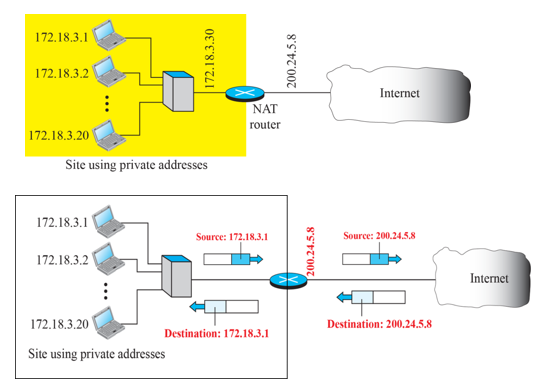 172.18.3.1
172.18.3.2
172.18.3.20
172.18.3.30
200.24.5.8
NAT
router
Internet
Site using private addresses
172.18.3.1
172.18.3.2
172.18.3.20
Source: 172.18.3.1
Destination: 172.18.3.1
200.24.5.8
Source: 200.24.5.8
Destination: 200.24.5.8
Internet
Site using private addresses